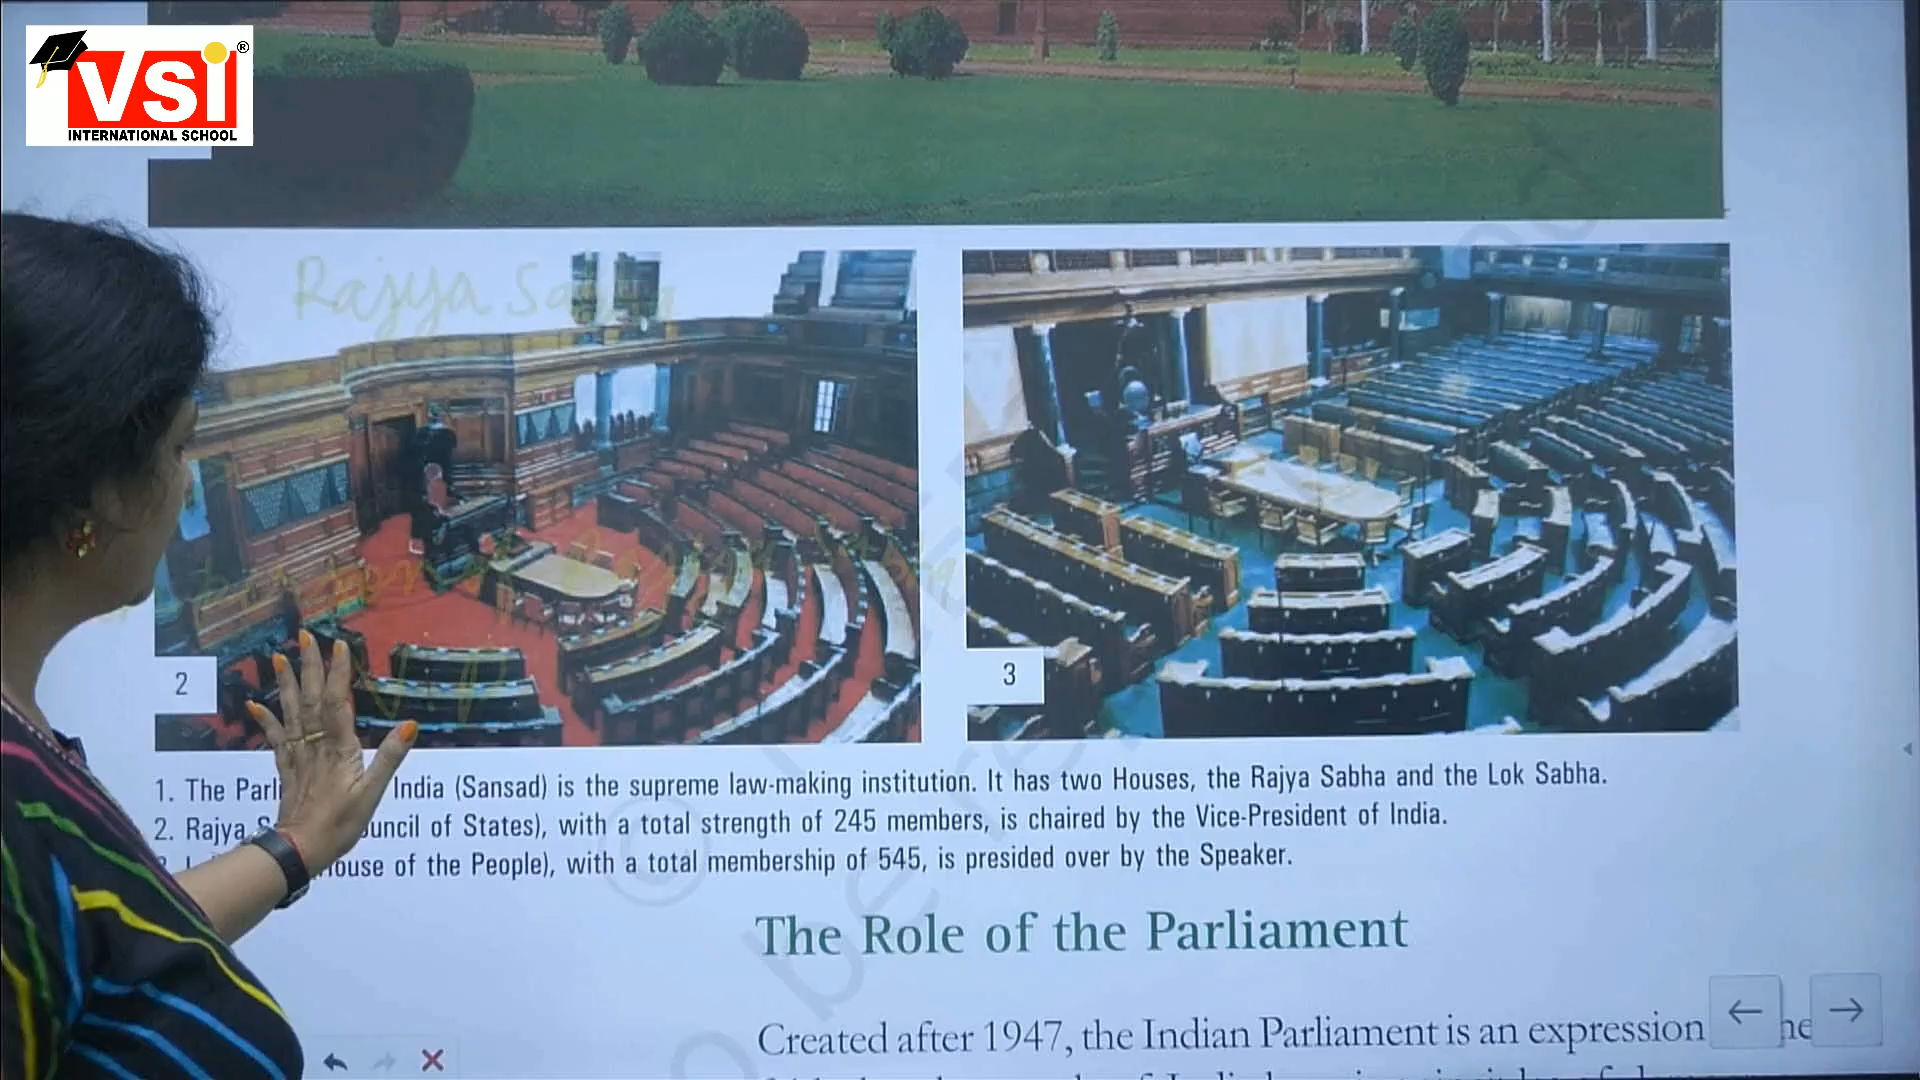 VSI ®
INTERNATIONAL SCHOOL
Rajya Sabha
2
3
V.P
1. The Parli India (Sansad) is the supreme law-making institution. It has two Houses, the Rajya Sabha and the Lok Sabha.
2. Rajya S uncil of States), with a total strength of 245 members, is chaired by the Vice-President of India.
ouse of the People), with a total membership of 545, is presided over by the Speaker.
The Role of the Parliament
Created after 1947, the Indian Parliament is an expression he